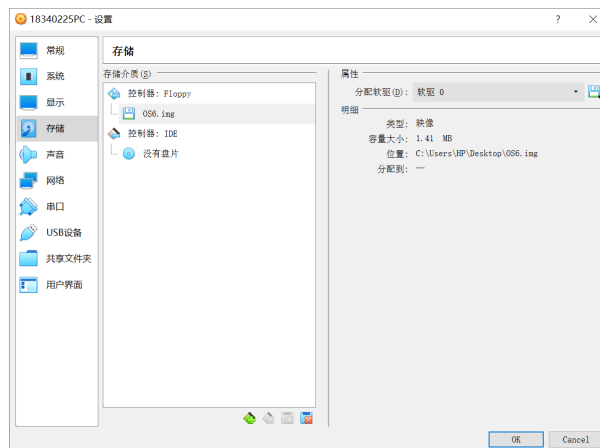 18340225PC - 设置
?
常规
系统
显示
存储
声音
网络
串口
USB设备
共享文件夹
用户界面
存储
存储介质(S)
控制器: Floppy
OS6.img
控制器: IDE
没有盘片
属性
分配软驱(D): 软驱 0
明细
类型: 映像
容量大小: 1.41 MB
位置: C:\Users\HP\Desktop\OS6.img
分配到: --
OK
Cancel